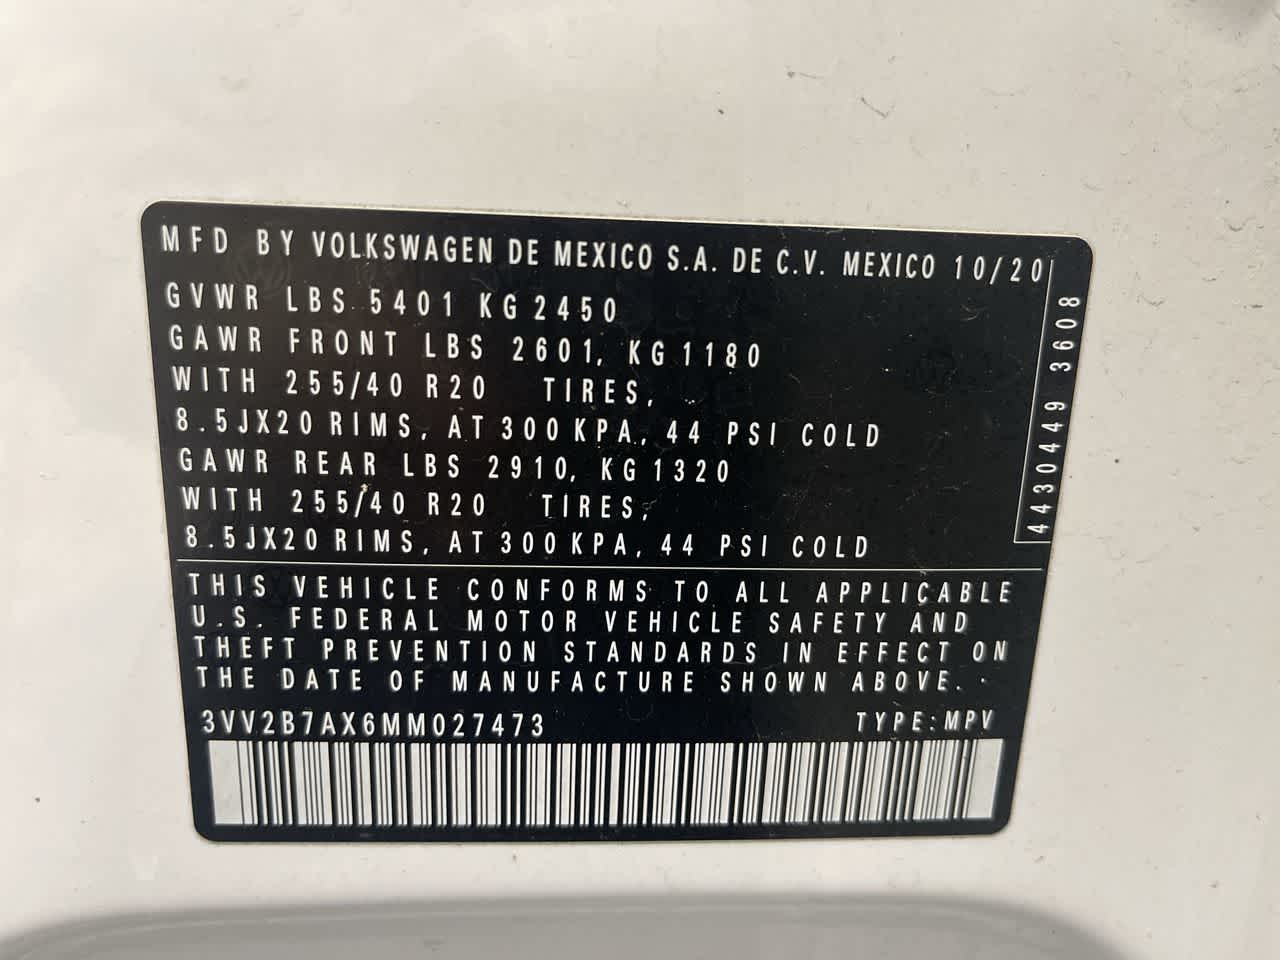 MFD BY VOLKSWAGEN DE MEXICO S.A. DE C.V. MEXICO 10/20
GVWR LBS 5401 KG 2450
GAWR FRONT LBS 2601, KG 1180
WITH 255/40 R20 TIRES,
8.5JX20 RIMS, AT 300 KPA, 44 PSI COLD
GAWR REAR LBS 2910, KG 1320
WITH 255/40 R20 TIRES,
8.5JX20 RIMS, AT 300 KPA, 44 PSI COLD
4430449 3608
THIS VEHICLE CONFORMS TO ALL APPLICABLE
U.S. FEDERAL MOTOR VEHICLE SAFETY AND
THEFT PREVENTION STANDARDS IN EFFECT ON
THE DATE OF MANUFACTURE SHOWN ABOVE.
3VV2B7AX6MM027473 TYPE: MPV